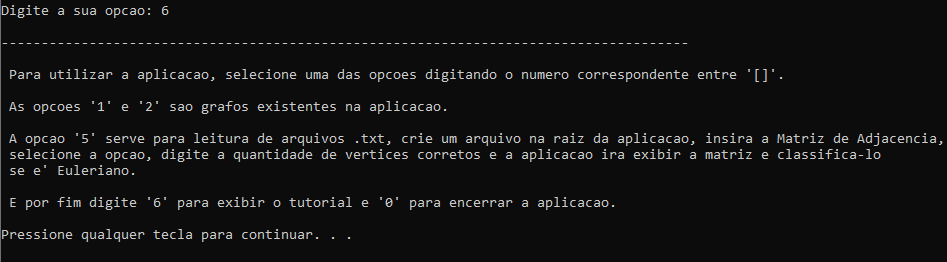 Digite a sua opcao: 6
--------------------------------------------------------------------------------------
Para utilizar a aplicacao, selecione uma das opcoes digitando o numero correspondente entre '[]'.
As opcoes '1' e '2' sao grafos existentes na aplicacao.
A opcao '5' serve para leitura de arquivos .txt, crie um arquivo na raiz da aplicacao, insira a Matriz de Adjacencia,
selecione a opcao, digite a quantidade de vertices corretos e a aplicacao ira exibir a matriz e classifica-lo
se e' Euleriano.
E por fim digite '6' para exibir o tutorial e '0' para encerrar a aplicacao.
Pressione qualquer tecla para continuar. . .